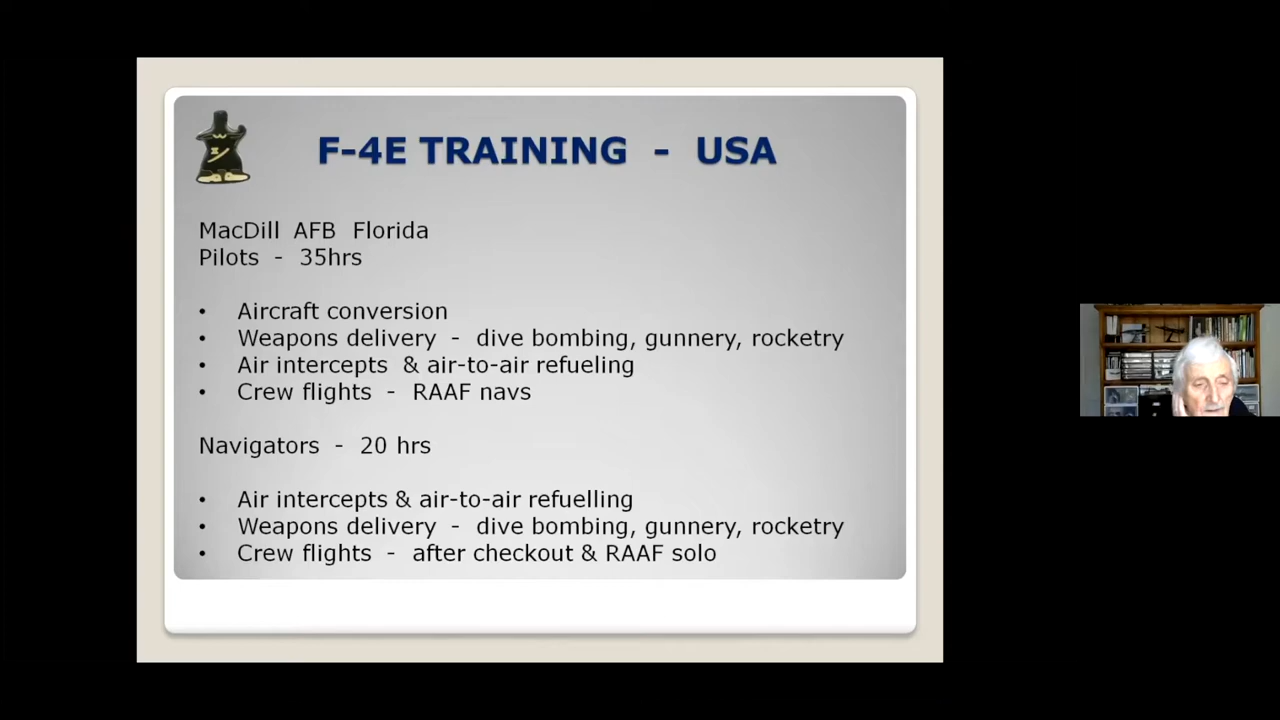 F-4E TRAINING - USA
MacDill AFB Florida
Pilots - 35hrs
• Aircraft conversion
• Weapons delivery - dive bombing, gunnery, rocketry
• Air intercepts & air-to-air refueling
• Crew flights - RAAF navs
Navigators - 20 hrs
• Air intercepts & air-to-air refuelling
• Weapons delivery - dive bombing, gunnery, rocketry
• Crew flights - after checkout & RAAF solo